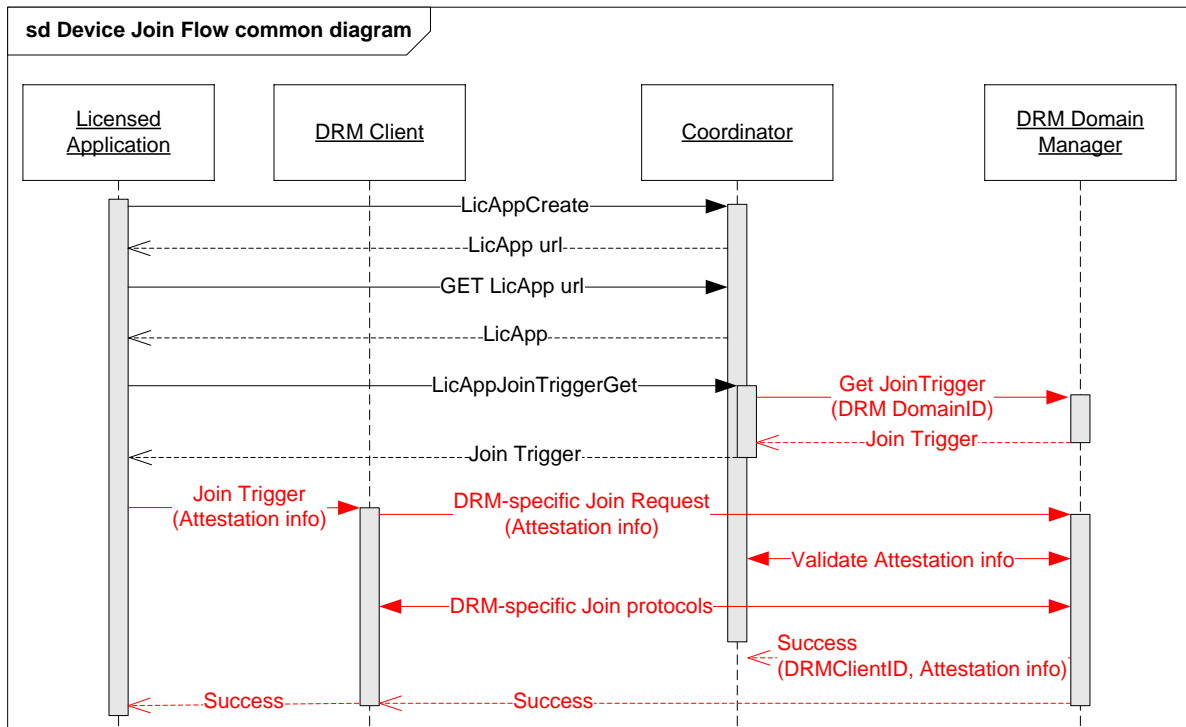 sd Device Join Flow common diagram
Licensed
Application
DRM Client
Coordinator
DRM Domain
Manager
LicAppCreate
LicApp url
GET LicApp url
LicApp
LicAppJoinTriggerGet
Get JoinTrigger
(DRM DomainID)
Join Trigger
Join Trigger
Join Trigger
(Attestation info)
DRM-specific Join Request
(Attestation info)
Validate Attestation info
DRM-specific Join protocols
Success
(DRMClientID, Attestation info)
Success
Success